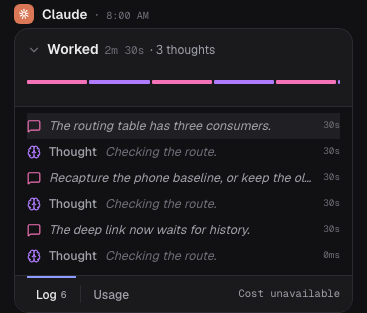 Claude · 8:00 AM
Worked 2m 30s · 3 thoughts
The routing table has three consumers. 30s
Thought Checking the route. 30s
Recapture the phone baseline, or keep the ol... 30s
Thought Checking the route. 30s
The deep link now waits for history. 30s
Thought Checking the route. 0ms
Log 6 Usage Cost unavailable